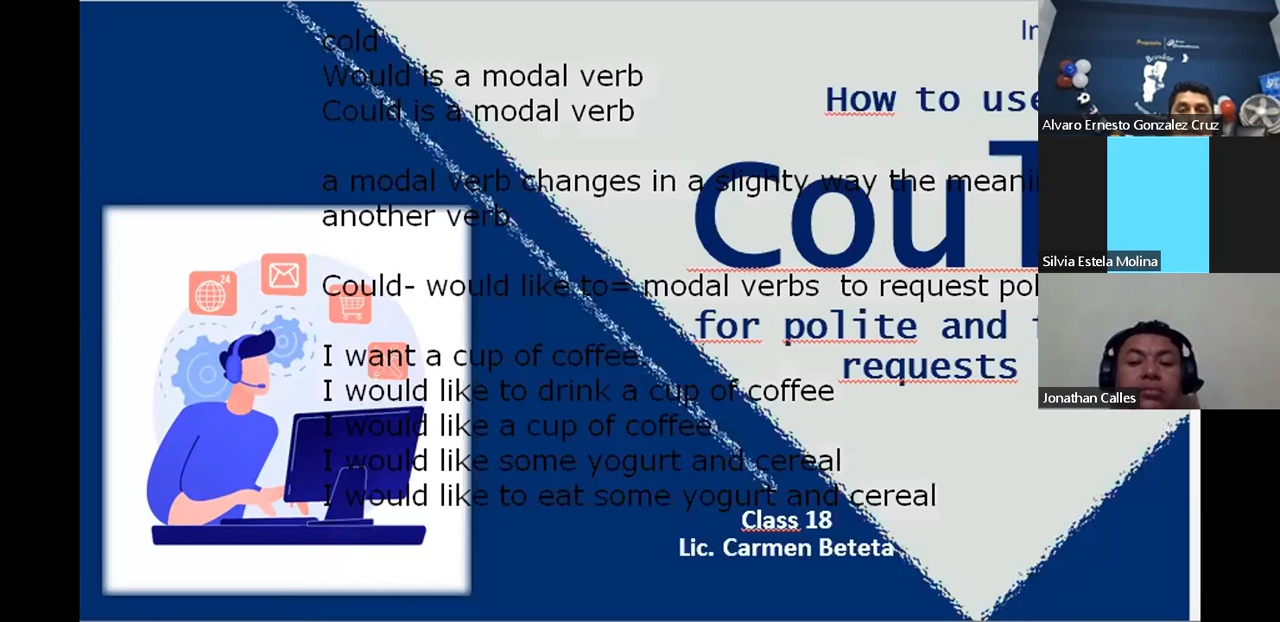 cold
Would is a modal verb
Could is a modal verb
a modal verb changes in a slighty way the
another verb
Could- would like to= modal verbs to request
I want a cup of coffee
I would like to drink a cup of coffee
I would like a cup of coffee
I would like some yogurt and cereal
I would like to eat some yogurt and cereal
How to use
Coul
for polite and
requests
Class 18
Lic. Carmen Beteta
24
Alvaro Ernesto Gonzalez Cruz
Silvia Estela Molina
Jonathan Calles